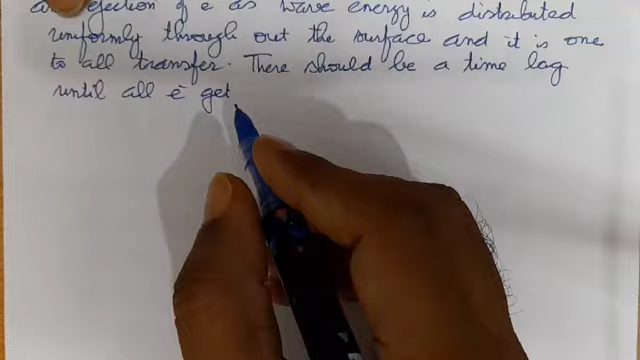 ejection of e as wave energy is distributed
uniformly through out the surface and it is one
to all transfer. There should be a time lag
until all e⁻ get